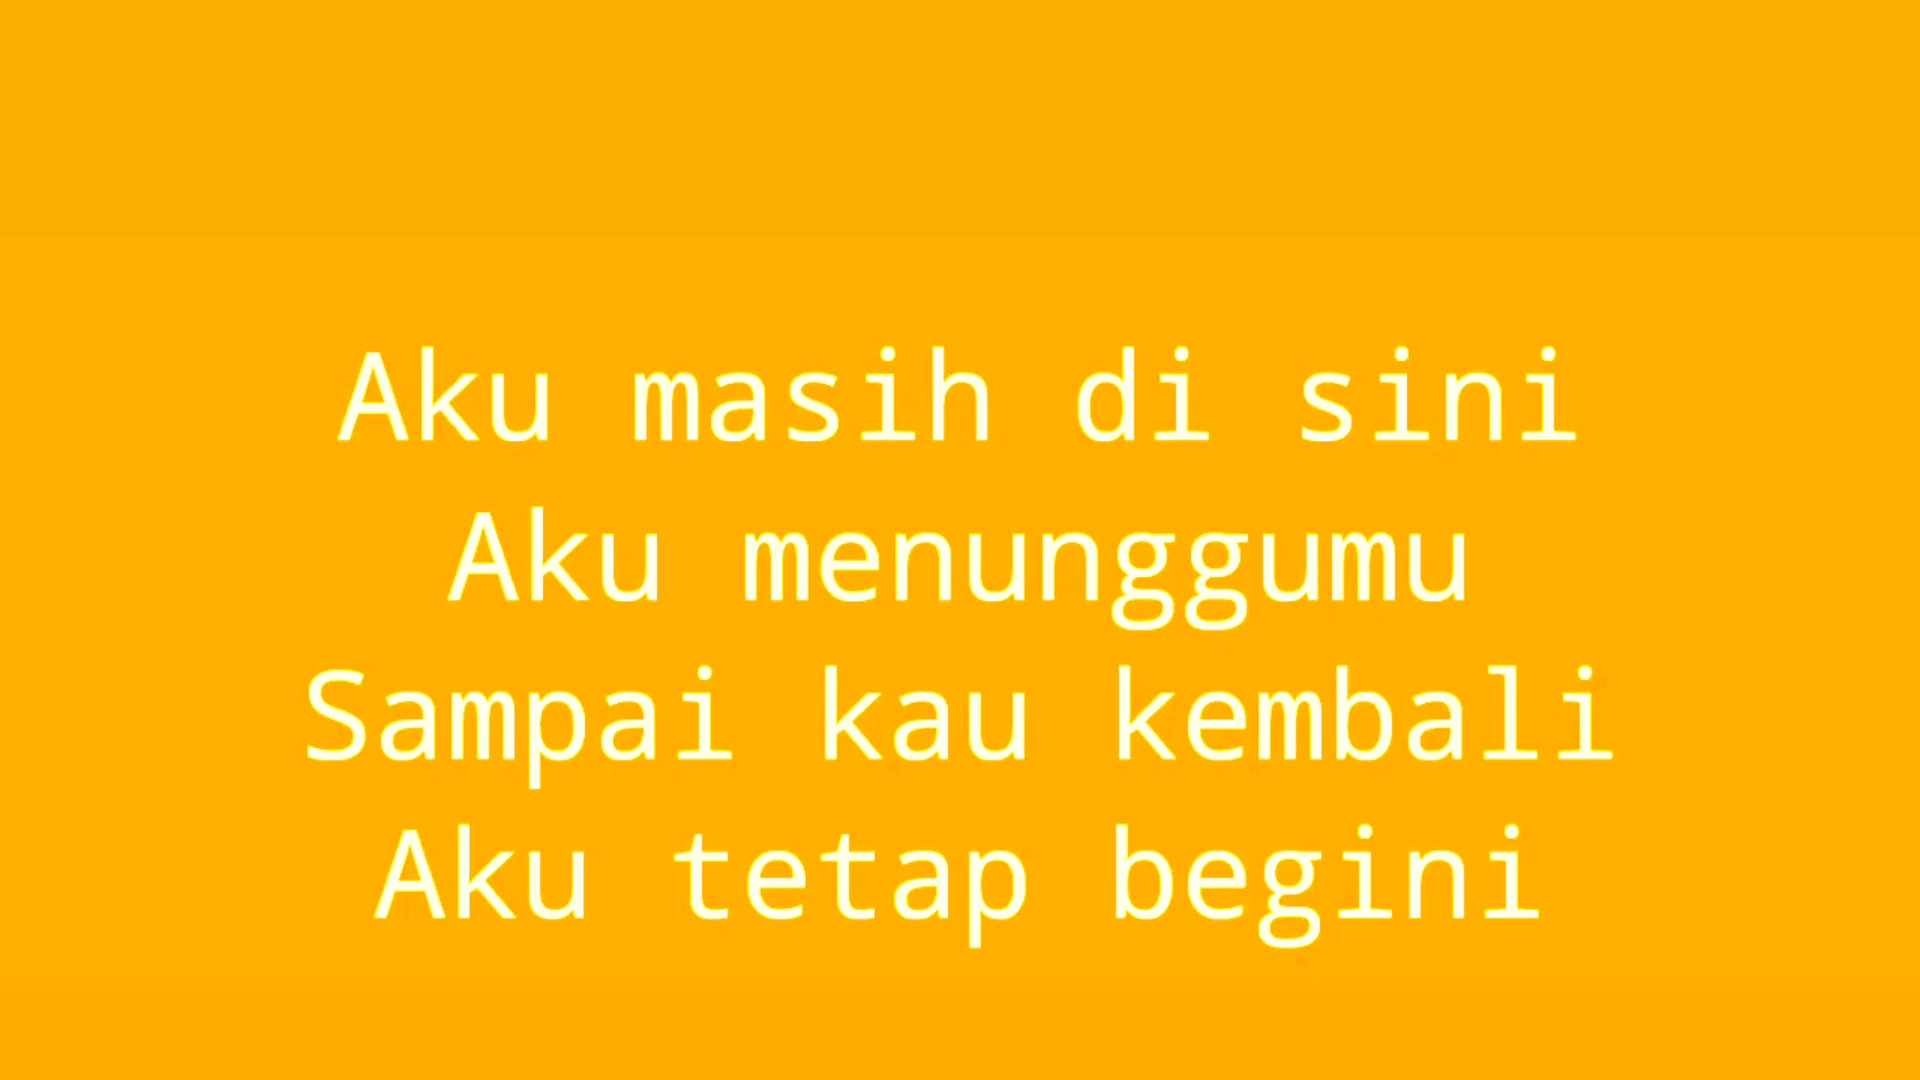 Aku masih di sini
Aku menunggumu
Sampai kau kembali
Aku tetap begini